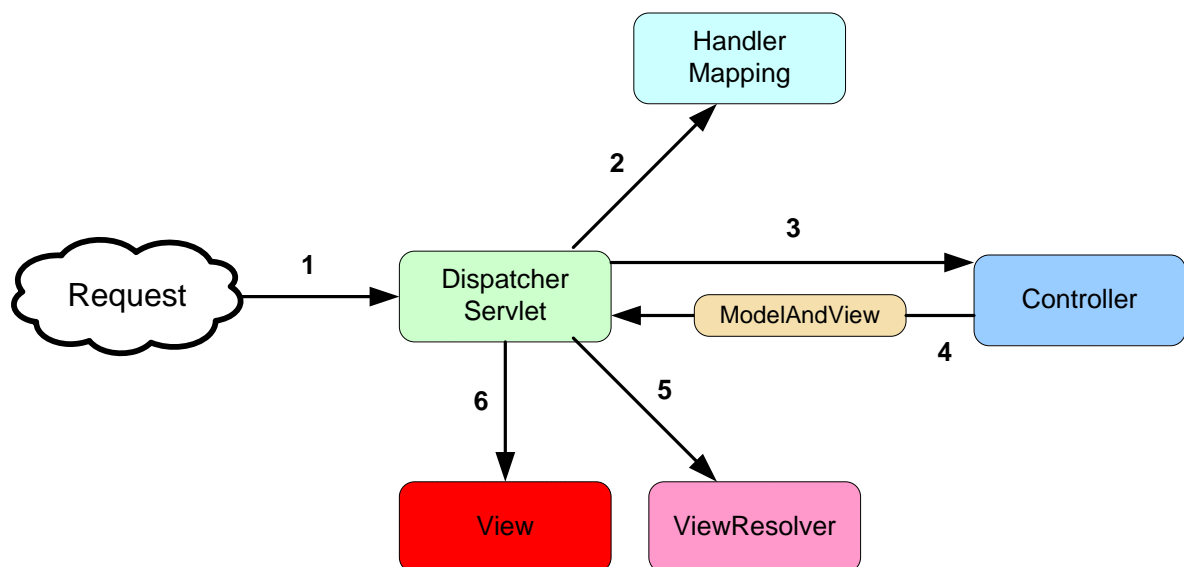 Handler
Mapping
2
3
1
Request
Dispatcher
Servlet
ModelAndView
Controller
4
6
5
View
ViewResolver